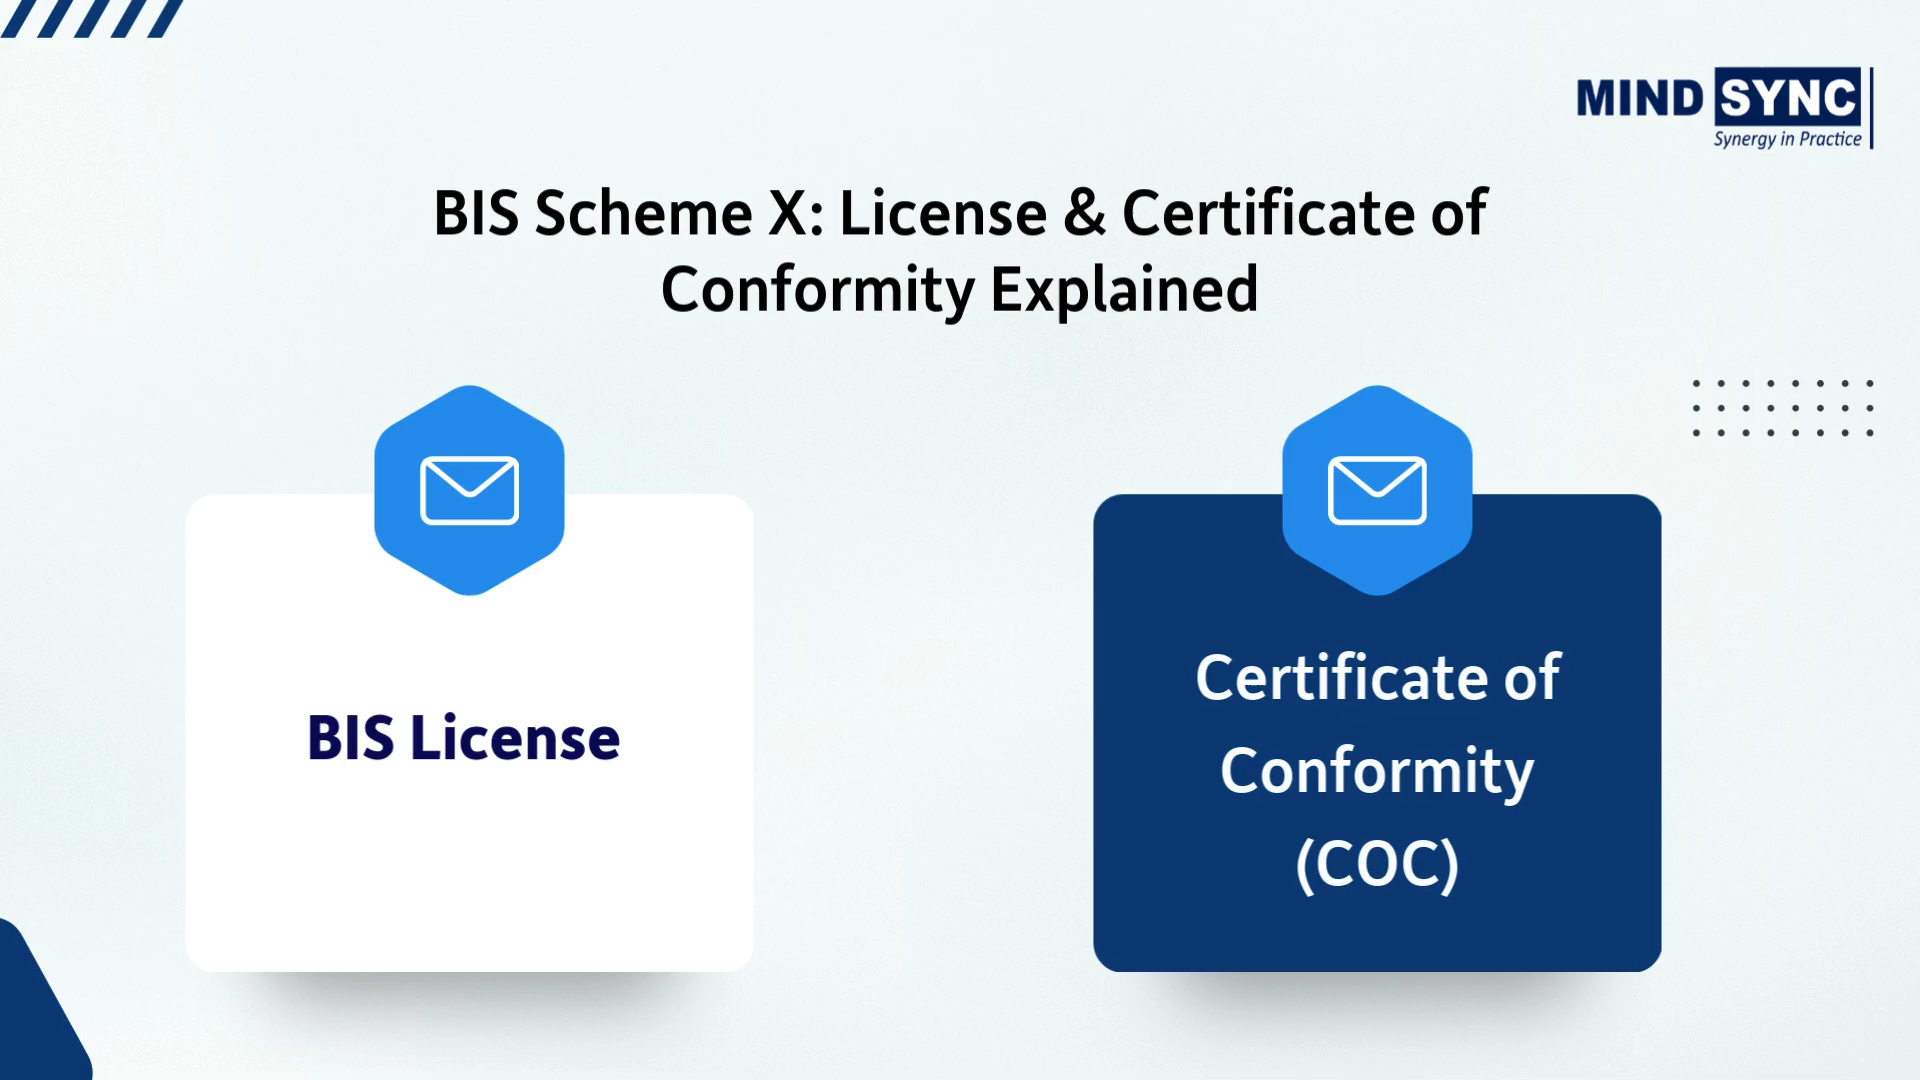 MIND SYNC
Synergy in Practice
BIS Scheme X: License & Certificate of
Conformity Explained
BIS License
Certificate of
Conformity
(COC)